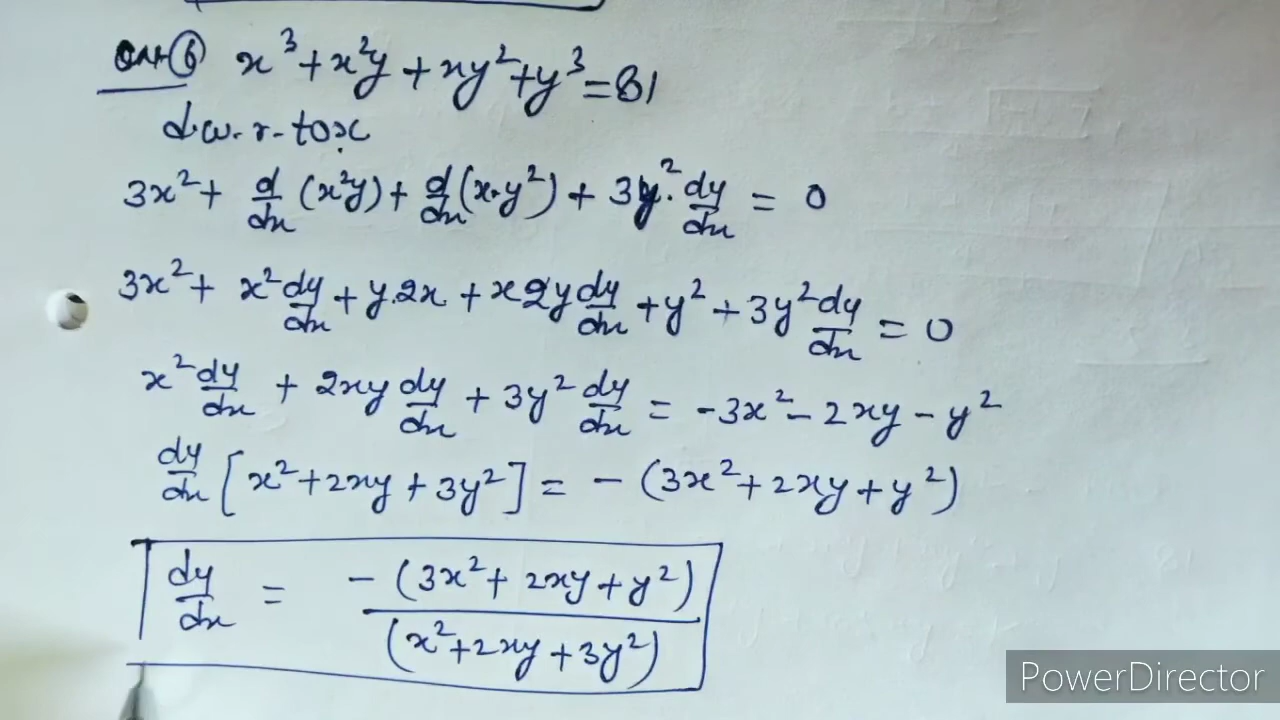 Ans 6 x³ + x²y + xy² + y³ = 81
d.w.r.to x
3x² + d/dx (x²y) + d/dx (x.y²) + 3y². dy/dx = 0
3x² + x² dy/dx + y.2x + x 2y dy/dx + y² + 3y² dy/dx = 0
x² dy/dx + 2xy dy/dx + 3y² dy/dx = -3x² - 2xy - y²
dy/dx [x² + 2xy + 3y²] = - (3x² + 2xy + y²)
dy/dx = - (3x² + 2xy + y²) / (x² + 2xy + 3y²)
PowerDirector